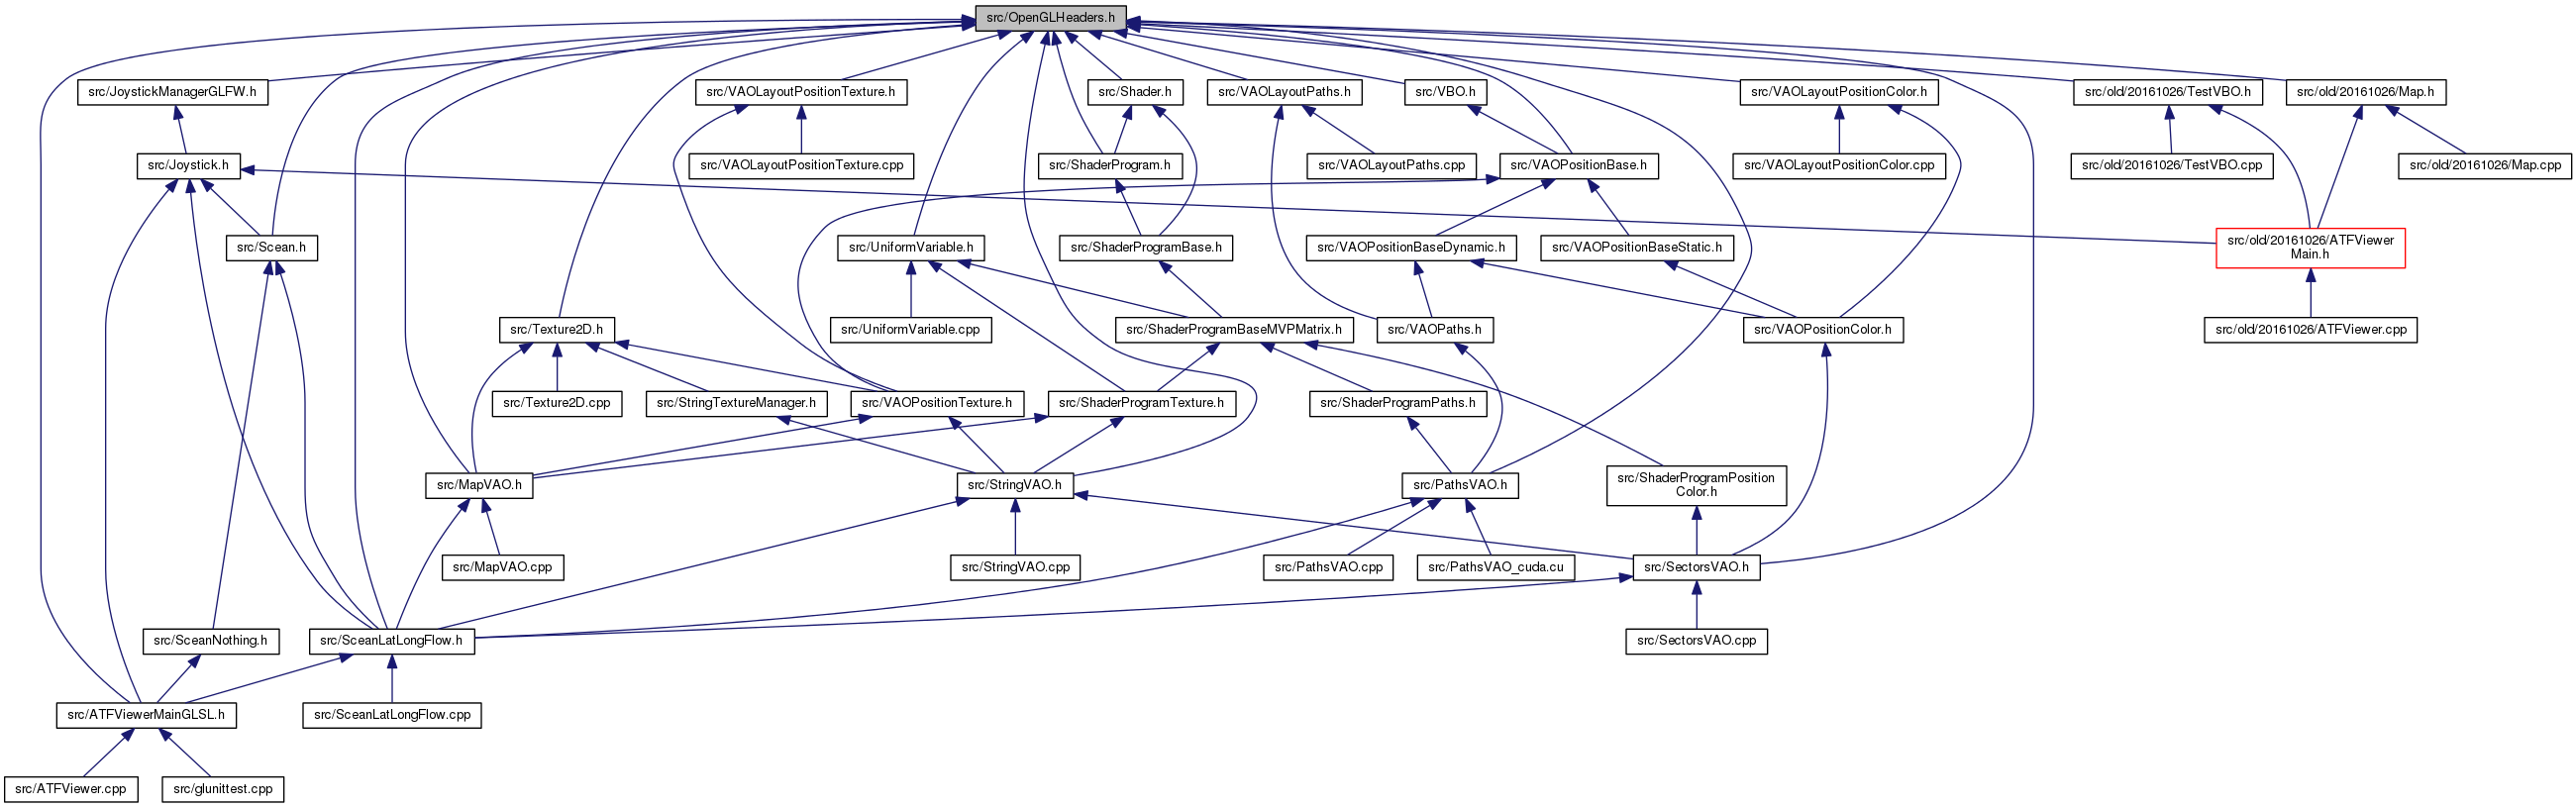 src/OpenGLHeaders.h
src/JoystickManagerGLFW.h
src/VAOLayoutPositionTexture.h
src/Shader.h
src/VAOLayoutPaths.h
src/VBO.h
src/VAOLayoutPositionColor.h
src/old/20161026/TestVBO.h
src/old/20161026/Map.h
src/Joystick.h
src/VAOLayoutPositionTexture.cpp
src/ShaderProgram.h
src/VAOLayoutPaths.cpp
src/VAOPositionBase.h
src/VAOLayoutPositionColor.cpp
src/old/20161026/TestVBO.cpp
src/old/20161026/Map.cpp
src/Scean.h
src/UniformVariable.h
src/ShaderProgramBase.h
src/VAOPositionBaseDynamic.h
src/VAOPositionBaseStatic.h
src/old/20161026/ATFViewer
Main.h
src/Texture2D.h
src/UniformVariable.cpp
src/ShaderProgramBaseMVPMatrix.h
src/VAOPaths.h
src/VAOPositionColor.h
src/old/20161026/ATFViewer.cpp
src/Texture2D.cpp
src/StringTextureManager.h
src/VAOPositionTexture.h
src/ShaderProgramTexture.h
src/ShaderProgramPaths.h
src/MapVAO.h
src/StringVAO.h
src/PathsVAO.h
src/ShaderProgramPosition
Color.h
src/MapVAO.cpp
src/StringVAO.cpp
src/PathsVAO.cpp
src/PathsVAO_cuda.cu
src/SectorsVAO.h
src/SceanNothing.h
src/SceanLatLongFlow.h
src/SectorsVAO.cpp
src/ATFViewerMainGLSL.h
src/SceanLatLongFlow.cpp
src/ATFViewer.cpp
src/glunittest.cpp